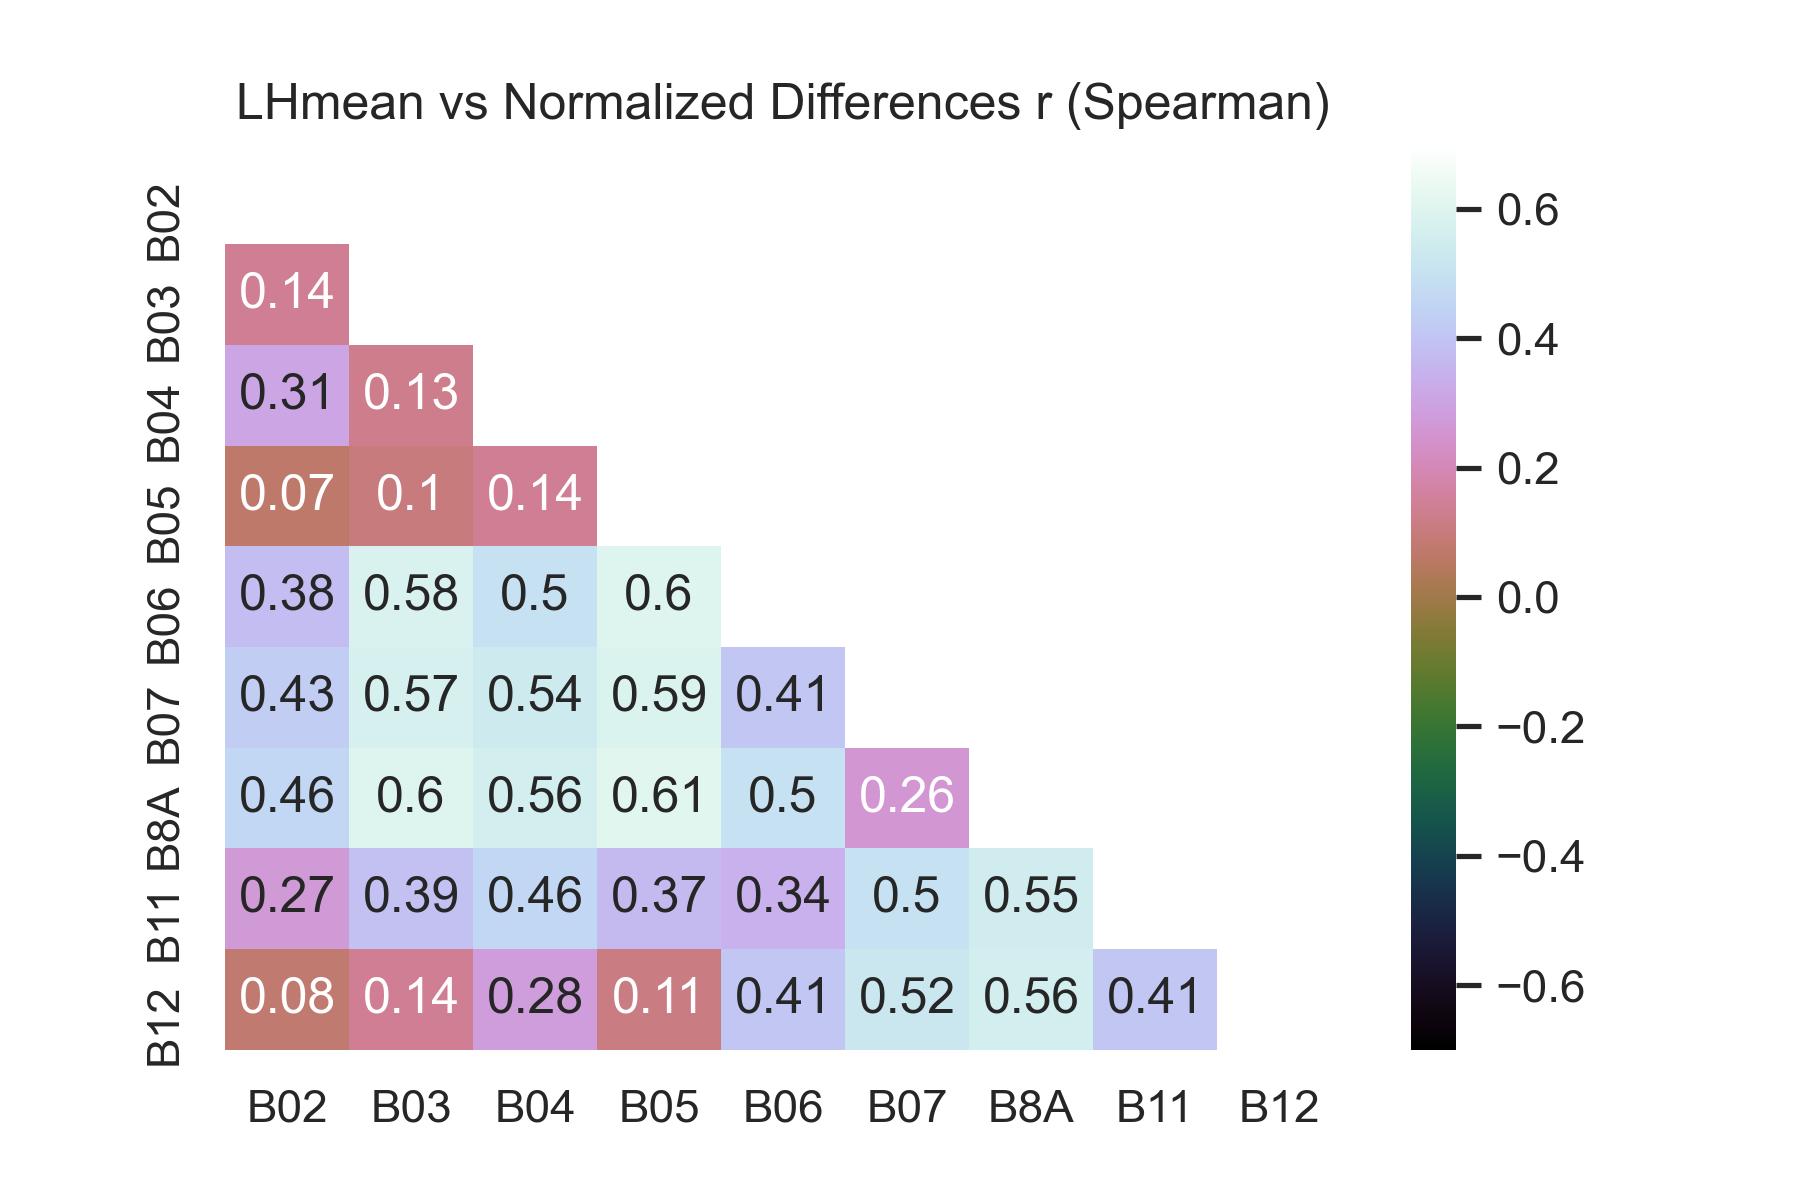 LHmean vs Normalized Differences r (Spearman)
B02
B03 0.14
B04 0.31 0.13
B05 0.07 0.1 0.14
B06 0.38 0.58 0.5 0.6
B07 0.43 0.57 0.54 0.59 0.41
B8A 0.46 0.6 0.56 0.61 0.5 0.26
B11 0.27 0.39 0.46 0.37 0.34 0.5 0.55
B12 0.08 0.14 0.28 0.11 0.41 0.52 0.56 0.41
B02 B03 B04 B05 B06 B07 B8A B11 B12
0.6
0.4
0.2
0.0
−0.2
−0.4
−0.6